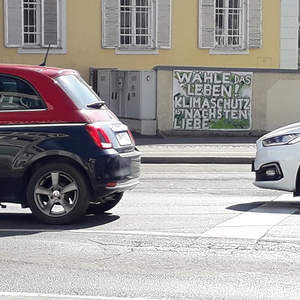 WÄHLE DAS
LEBEN!
KLIMASCHUTZ
IST NÄCHSTEN
LIEBE